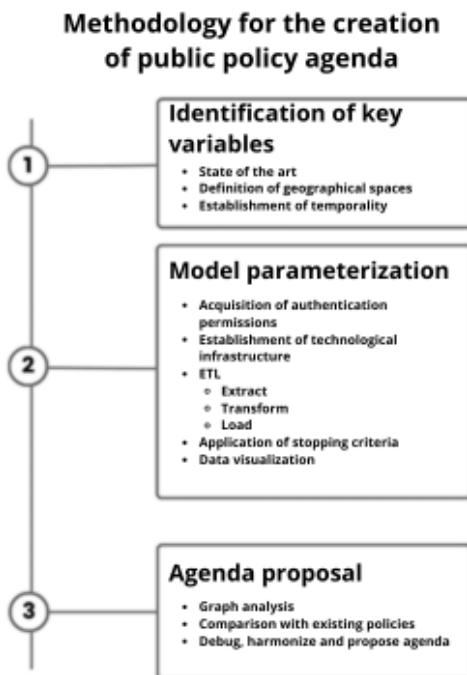 Methodology for the creation
of public policy agenda
1
Identification of key
variables
• State of the art
• Definition of geographical spaces
• Establishment of temporality
2
Model parameterization
• Acquisition of authentication
permissions
• Establishment of technological
infrastructure
• ETL
◦ Extract
◦ Transform
◦ Load
• Application of stopping criteria
• Data visualization
3
Agenda proposal
• Graph analysis
• Comparison with existing policies
• Debug, harmonize and propose agenda